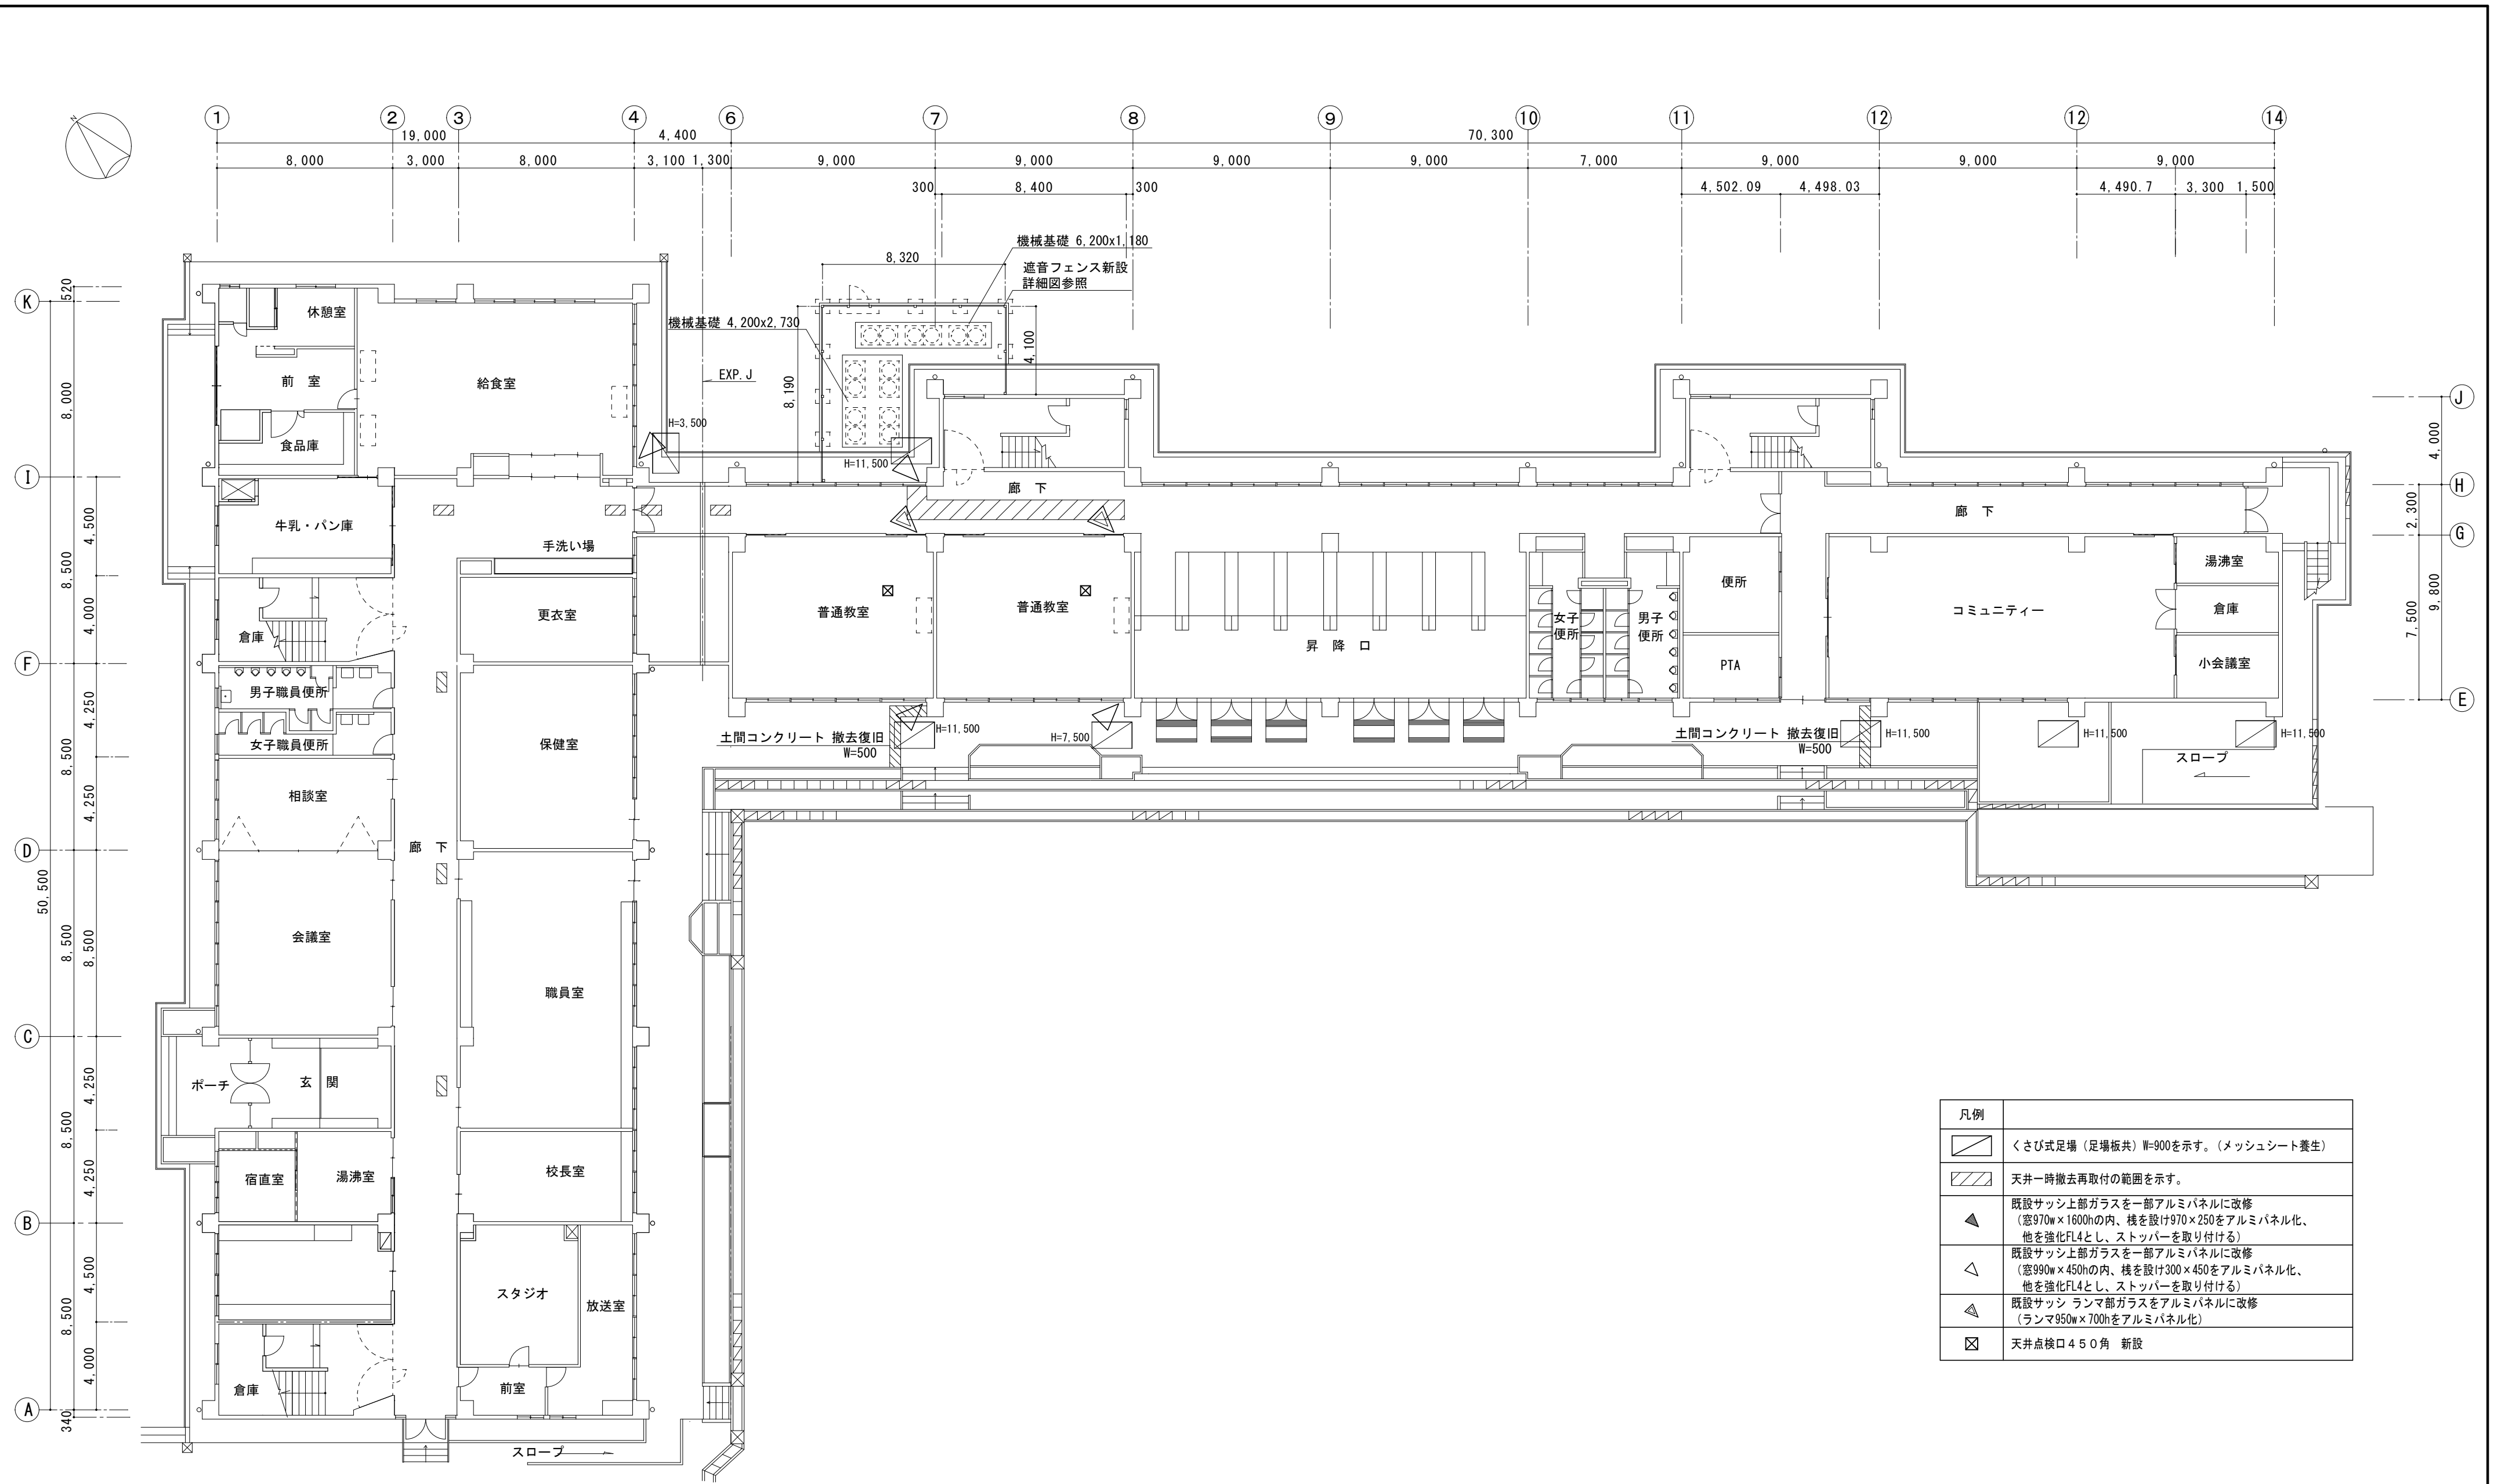 1 2 3 4 6 7 8 9 10 11 12 12 14
19,000 4,400 70,300
8,000 3,000 8,000 3,100 1,300 9,000 9,000 9,000 9,000 7,000 9,000 9,000 9,000
300 8,400 300 4,502.09 4,498.03 4,490.7 3,300 1,500
N
機械基礎 6,200x1,180
8,320
遮音フェンス新設
詳細図参照
機械基礎 4,200x2,730
4,100
8,190
EXP.J
H=3,500
H=11,500
K
I
F
D
C
B
A
520
8,000
8,500
8,500
8,500
8,500
8,500
340
50,500
4,500
4,000
4,250
4,250
8,500
4,250
4,250
4,500
4,000
J
H
G
E
4,000
2,300
7,500
9,800
休憩室
前 室
給食室
食品庫
牛乳・パン庫
手洗い場
廊 下
廊 下
倉庫
更衣室
普通教室
普通教室
昇 降 口
女子
便所
男子
便所
便所
PTA
コミュニティー
湯沸室
倉庫
小会議室
男子職員便所
女子職員便所
保健室
土間コンクリート 撤去復旧
W=500
H=11,500
H=7,500
土間コンクリート 撤去復旧
W=500
H=11,500
H=11,500
H=11,500
スロープ
相談室
廊 下
会議室
職員室
ポーチ
玄 関
宿直室
湯沸室
校長室
スタジオ
放送室
倉庫
前室
スロープ
凡例
くさび式足場（足場板共）W=900を示す。（メッシュシート養生）
天井一時撤去再取付の範囲を示す。
既設サッシ上部ガラスを一部アルミパネルに改修
（窓970w×1600hの内、桟を設け970×250をアルミパネル化、
他を強化FL4とし、ストッパーを取り付ける）
既設サッシ上部ガラスを一部アルミパネルに改修
（窓990w×450hの内、桟を設け300×450をアルミパネル化、
他を強化FL4とし、ストッパーを取り付ける）
既設サッシ ランマ部ガラスをアルミパネルに改修
（ランマ950w×700hをアルミパネル化）
天井点検口４５０角 新設